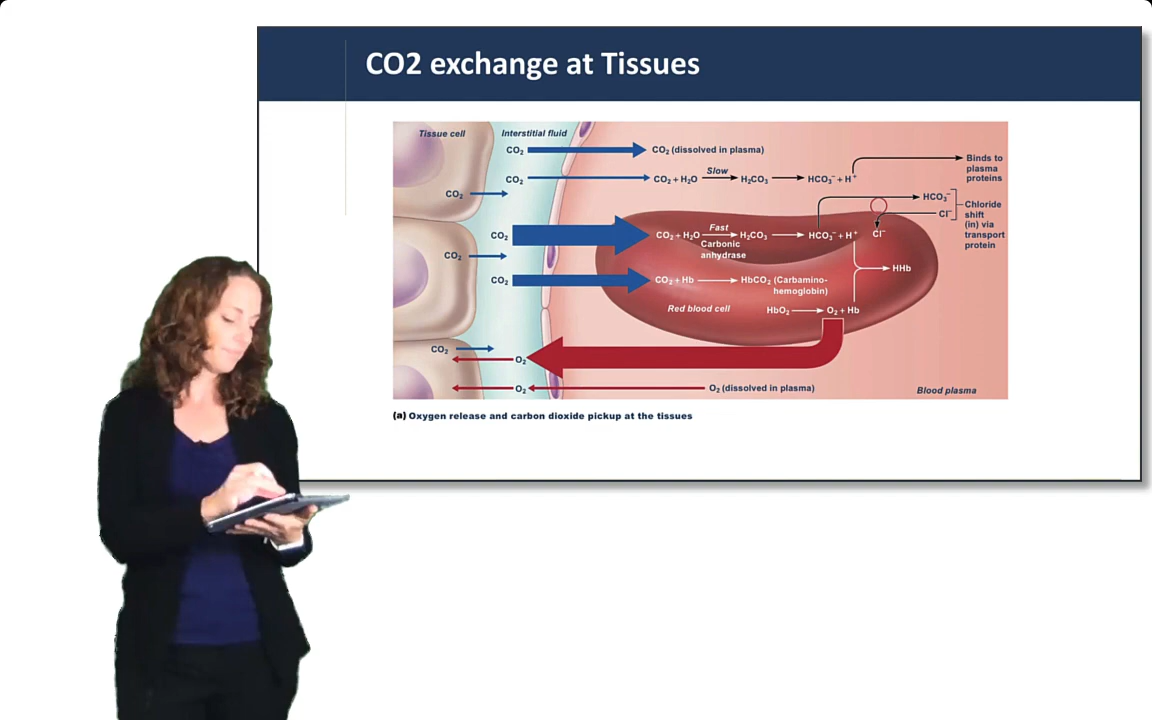 CO2 exchange at Tissues
Tissue cell
Interstitial fluid
CO₂
CO₂ (dissolved in plasma)
CO₂
CO₂ + H₂O
Slow
H₂CO₃
HCO₃⁻ + H⁺
Binds to
plasma
proteins
CO₂
HCO₃⁻
Cl⁻
Chloride
shift
(in) via
transport
protein
CO₂
CO₂ + H₂O
Fast
Carbonic
anhydrase
H₂CO₃
HCO₃⁻ + H⁺
Cl⁻
CO₂
HHb
CO₂
CO₂ + Hb
HbCO₂ (Carbamino-
hemoglobin)
Red blood cell
HbO₂
O₂ + Hb
CO₂
O₂
O₂
O₂ (dissolved in plasma)
Blood plasma
(a) Oxygen release and carbon dioxide pickup at the tissues